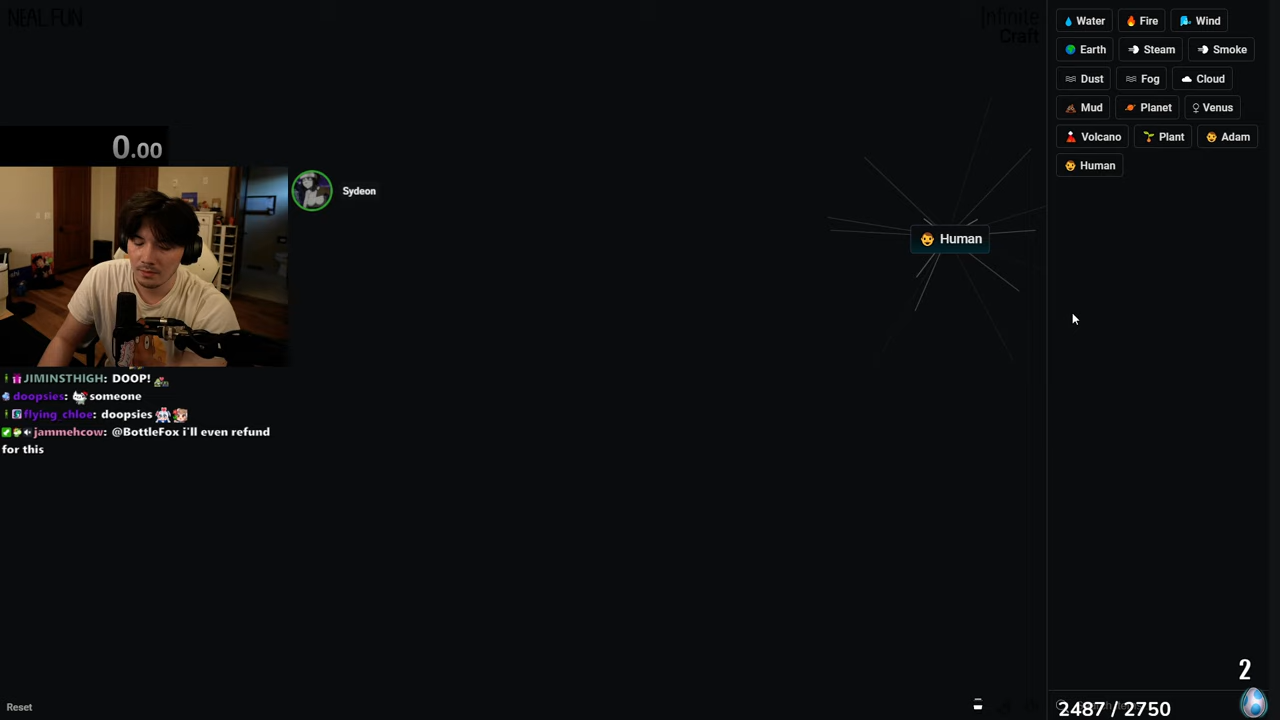 NEAL.FUN
Infinite
Craft
Water
Fire
Wind
Earth
Steam
Smoke
Dust
Fog
Cloud
Mud
Planet
Venus
Volcano
Plant
Adam
Human
0.00
Sydeon
Human
JIMINSTHIGH: DOOP!
doopsies: someone
flying_chloe: doopsies
jammehcow: @BottleFox i'll even refund
for this
Reset
2
2487 / 2750